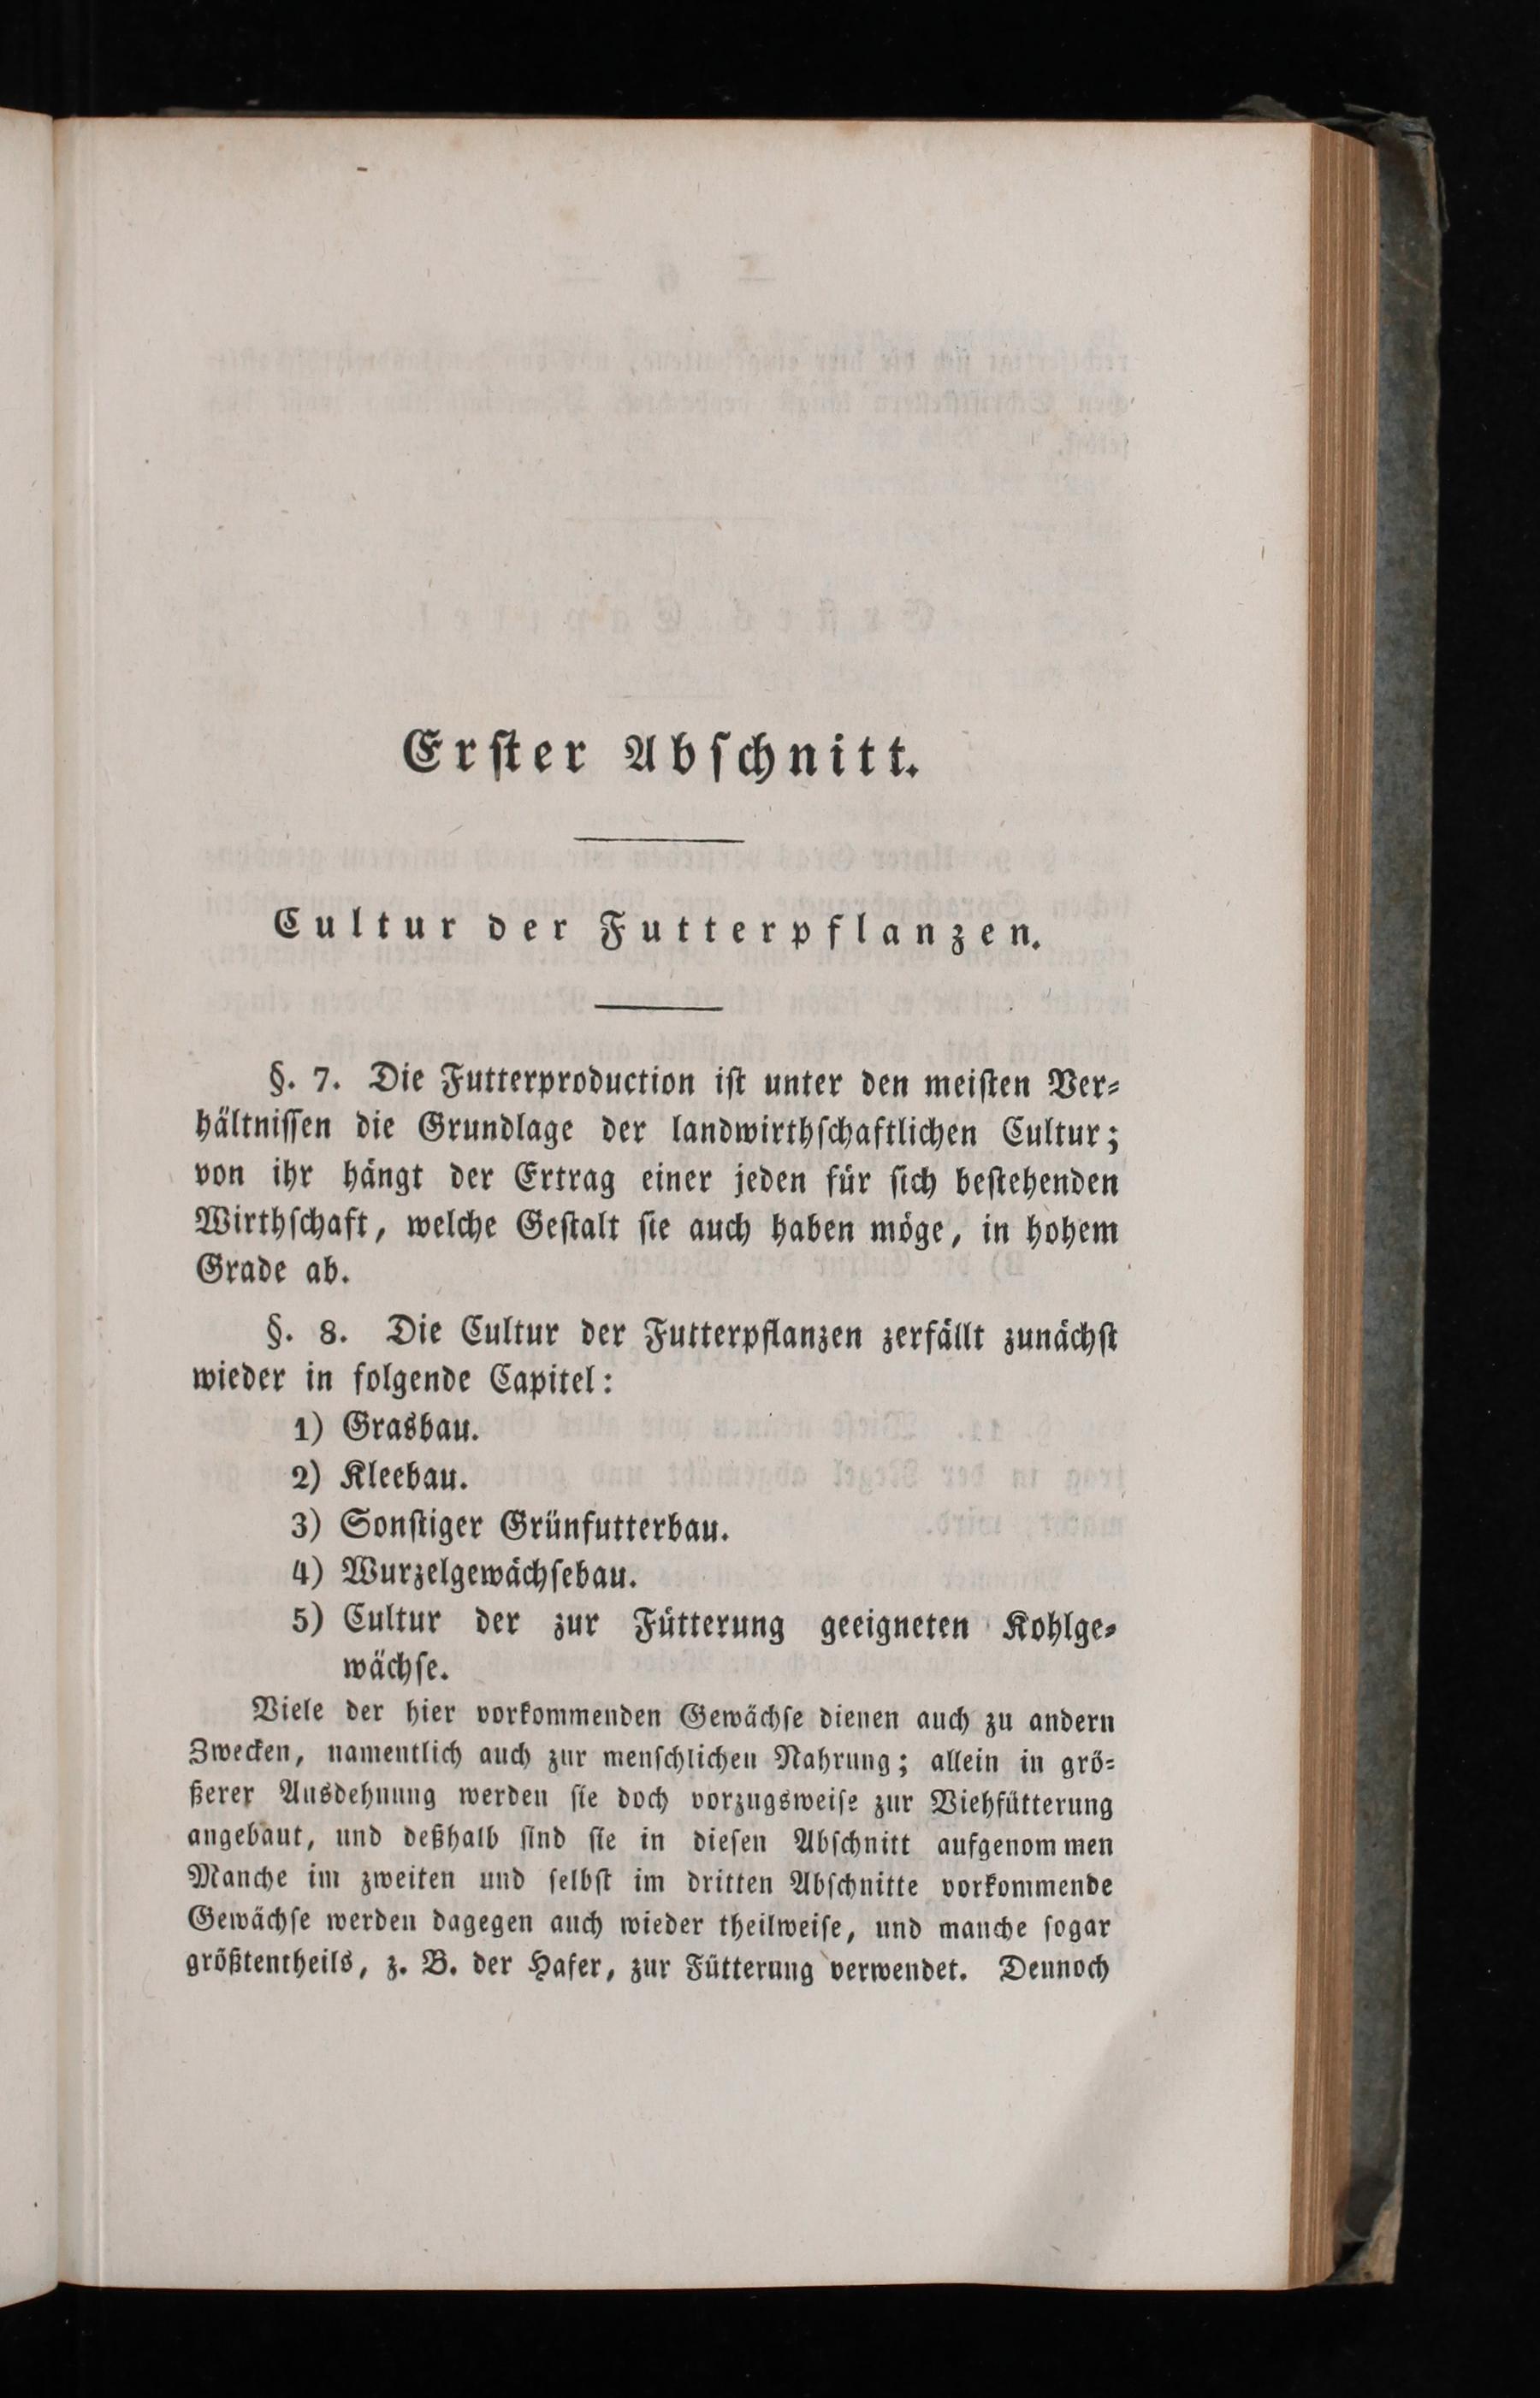 Erſter Abſchnitt.
Cultur der Futterpflanzen.
§. 7. Die Futterproduction iſt unter den meiſten Ver⸗
hältniſſen die Grundlage der landwirthſchaftlichen Cultur;
von ihr hängt der Ertrag einer jeden für ſich beſtehenden
Wirthſchaft, welche Geſtalt ſie auch haben möge, in hohem
Grade ab.
§. 8. Die Cultur der Futterpflanzen zerfällt zunächſt
wieder in folgende Capitel:
1) Grasbau.
2) Kleebau.
3) Sonſtiger Grünfutterbau.
4) Wurzelgewächſebau.
5) Cultur der zur Fütterung geeigneten Kohlge⸗
wächſe.
Viele der hier vorkommenden Gewächſe dienen auch zu andern
Zwecken, namentlich auch zur menſchlichen Nahrung; allein in grö⸗
ßerer Ausdehnung werden ſie doch vorzugsweiſe zur Viehfütterung
angebaut, und deßhalb ſind ſie in dieſen Abſchnitt aufgenommen
Manche im zweiten und ſelbſt im dritten Abſchnitte vorkommende
Gewächſe werden dagegen auch wieder theilweiſe, und manche ſogar
größtentheils, z. B. der Hafer, zur Fütterung verwendet. Dennoch